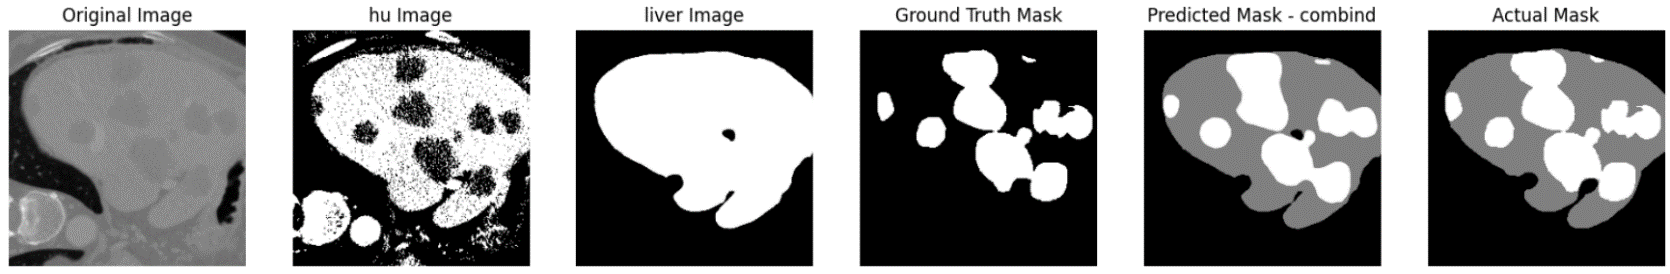 Original Image
hu Image
liver Image
Ground Truth Mask
Predicted Mask - combind
Actual Mask